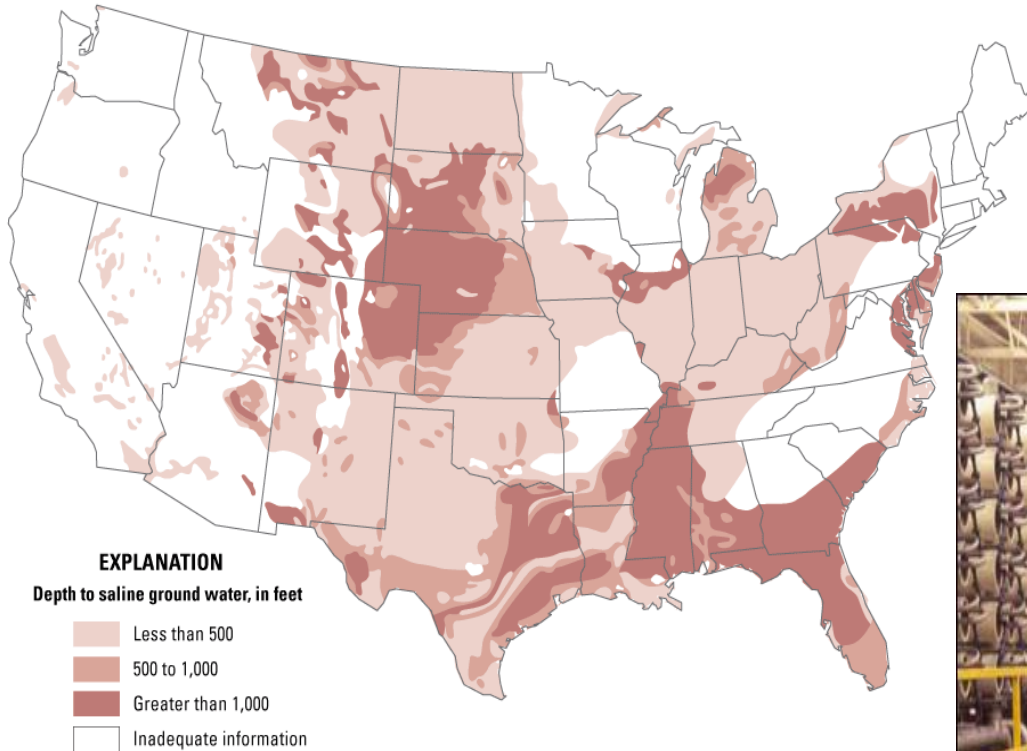 EXPLANATION
Depth to saline ground water, in feet
Less than 500
500 to 1,000
Greater than 1,000
Inadequate information